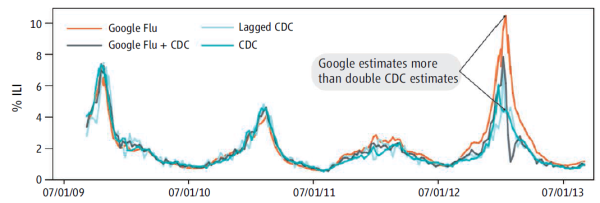 10
8
6
4
2
0
% ILI
Google Flu
Lagged CDC
Google Flu + CDC
CDC
Google estimates more
than double CDC estimates
07/01/09
07/01/10
07/01/11
07/01/12
07/01/13